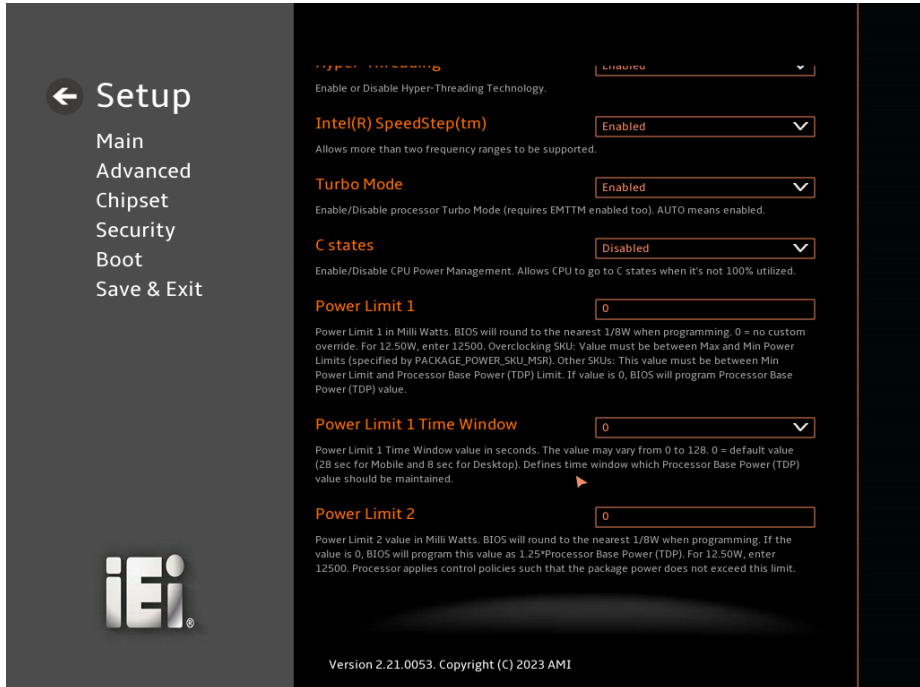 Setup
Main
Advanced
Chipset
Security
Boot
Save & Exit
Hyper-Threading
Enabled
Enable or Disable Hyper-Threading Technology.
Intel(R) SpeedStep(tm)
Enabled
Allows more than two frequency ranges to be supported.
Turbo Mode
Enabled
Enable/Disable processor Turbo Mode (requires EMTTM enabled too). AUTO means enabled.
C states
Disabled
Enable/Disable CPU Power Management. Allows CPU to go to C states when it's not 100% utilized.
Power Limit 1
0
Power Limit 1 in Milli Watts. BIOS will round to the nearest 1/8W when programming. 0 = no custom
override. For 12.50W, enter 12500. Overclocking SKU: Value must be between Max and Min Power
Limits (specified by PACKAGE_POWER_SKU_MSR). Other SKUs: This value must be between Min
Power Limit and Processor Base Power (TDP) Limit. If value is 0, BIOS will program Processor Base
Power (TDP) value.
Power Limit 1 Time Window
0
Power Limit 1 Time Window value in seconds. The value may vary from 0 to 128. 0 = default value
(28 sec for Mobile and 8 sec for Desktop). Defines time window which Processor Base Power (TDP)
value should be maintained.
Power Limit 2
0
Power Limit 2 value in Milli Watts. BIOS will round to the nearest 1/8W when programming. If the
value is 0, BIOS will program this value as 1.25*Processor Base Power (TDP). For 12.50W, enter
12500. Processor applies control policies such that the package power does not exceed this limit.
iEi®
Version 2.21.0053. Copyright (C) 2023 AMI